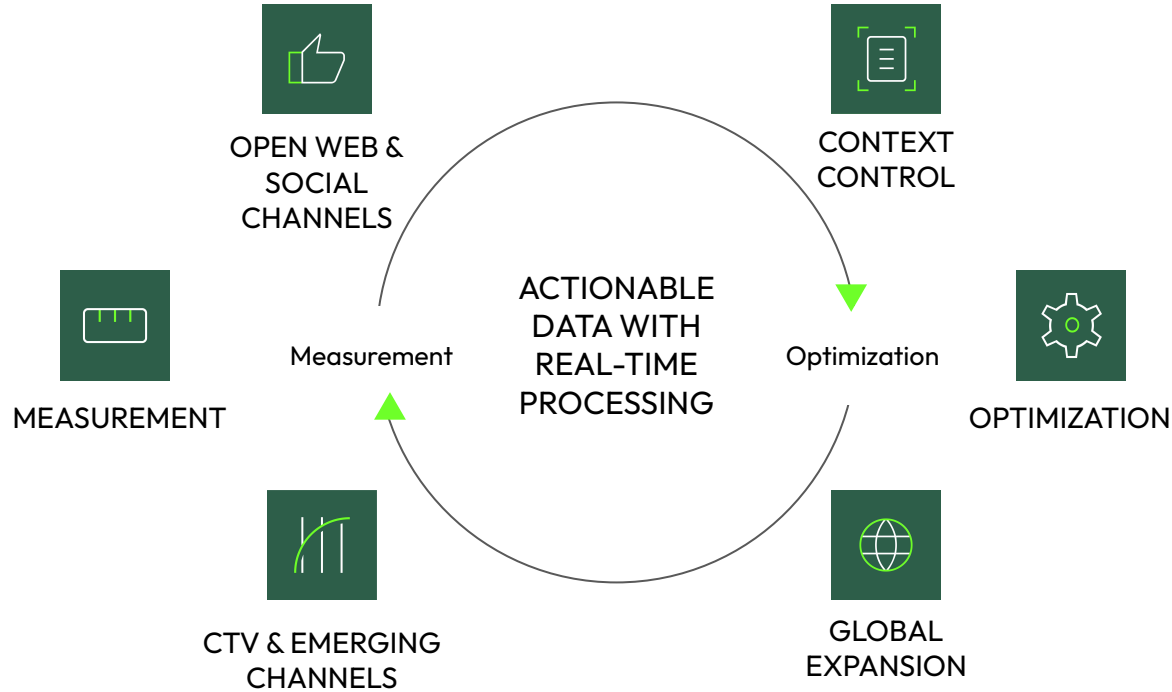 OPEN WEB &
SOCIAL
CHANNELS
CONTEXT
CONTROL
MEASUREMENT
Measurement
ACTIONABLE
DATA WITH
REAL-TIME
PROCESSING
Optimization
OPTIMIZATION
CTV & EMERGING
CHANNELS
GLOBAL
EXPANSION